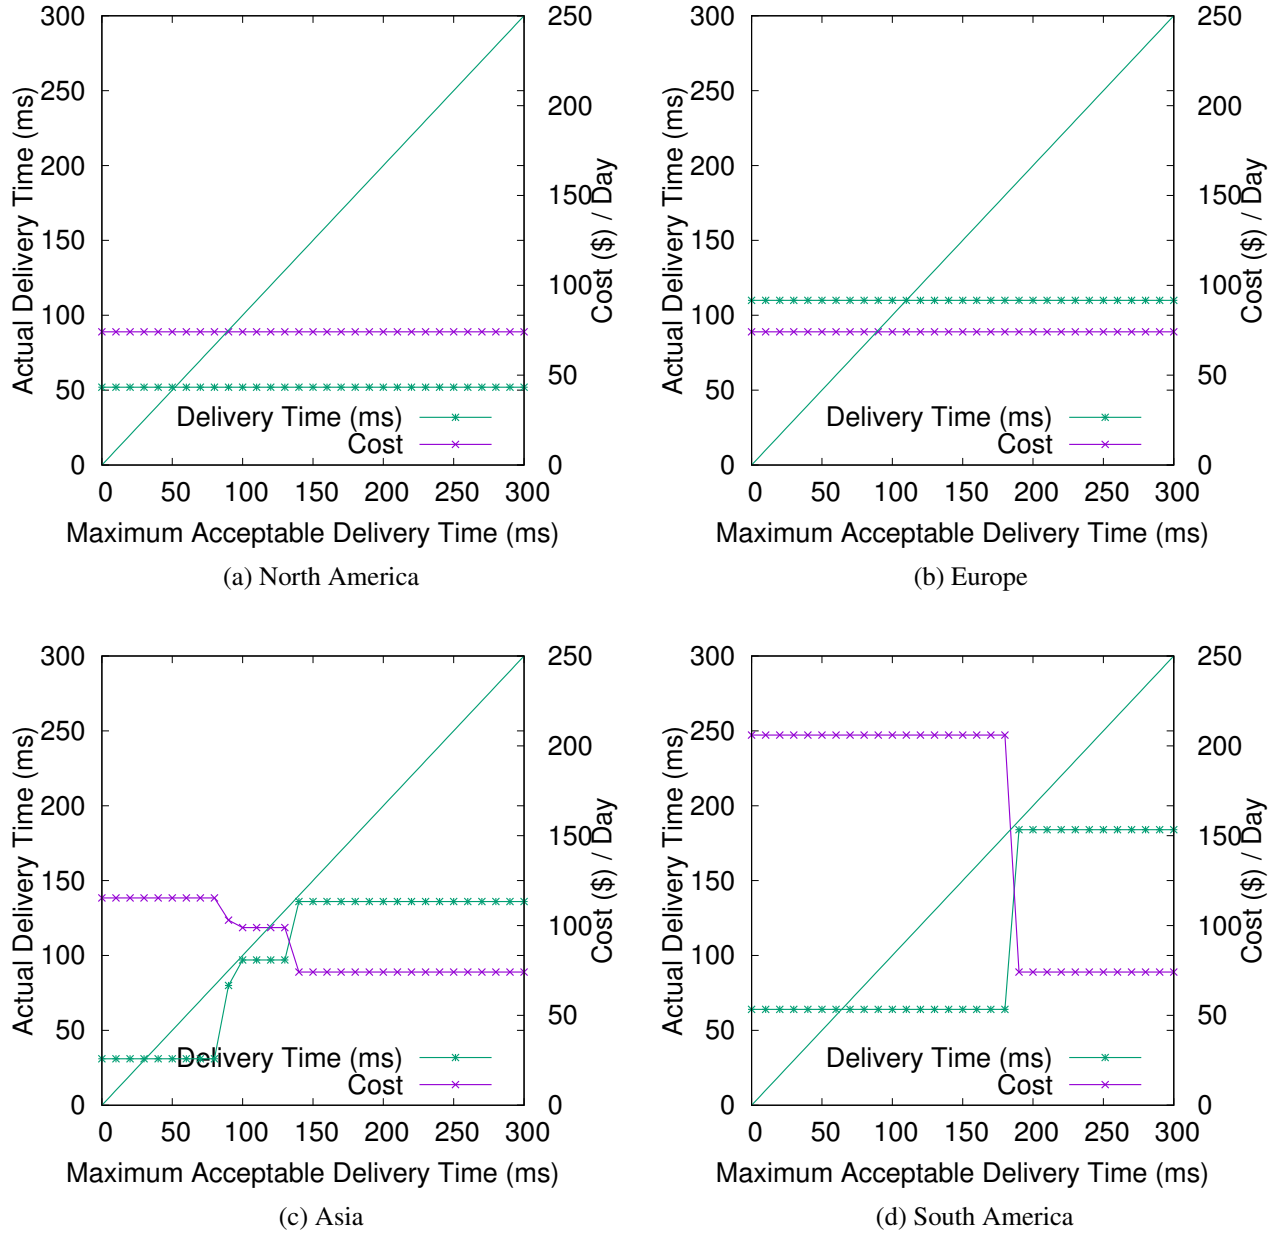 300
250
200
150
100
50
0
Actual Delivery Time (ms)
250
200
150
100
50
0
Cost ($) / Day
Delivery Time (ms)
Cost
0 50 100 150 200 250 300
Maximum Acceptable Delivery Time (ms)
(a) North America
300
250
200
150
100
50
0
Actual Delivery Time (ms)
250
200
150
100
50
0
Cost ($) / Day
Delivery Time (ms)
Cost
0 50 100 150 200 250 300
Maximum Acceptable Delivery Time (ms)
(b) Europe
300
250
200
150
100
50
0
Actual Delivery Time (ms)
250
200
150
100
50
0
Cost ($) / Day
Delivery Time (ms)
Cost
0 50 100 150 200 250 300
Maximum Acceptable Delivery Time (ms)
(c) Asia
300
250
200
150
100
50
0
Actual Delivery Time (ms)
250
200
150
100
50
0
Cost ($) / Day
Delivery Time (ms)
Cost
0 50 100 150 200 250 300
Maximum Acceptable Delivery Time (ms)
(d) South America